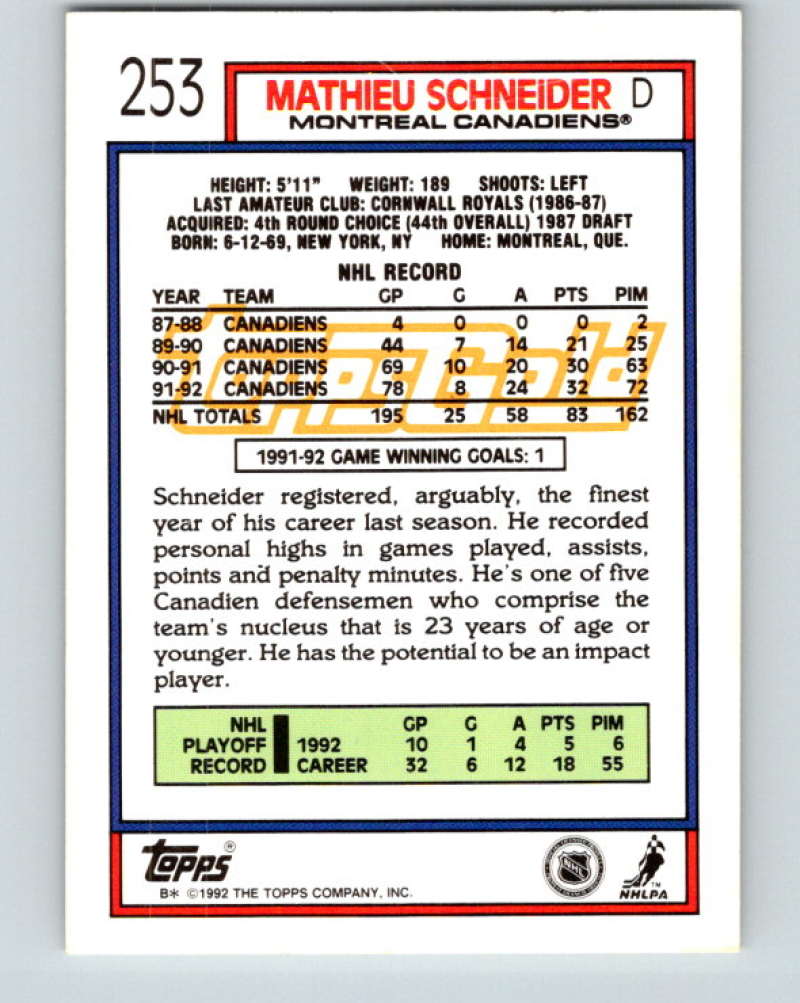 253
MATHIEU SCHNEIDER D
MONTREAL CANADIENS®
HEIGHT: 5'11" WEIGHT: 189 SHOOTS: LEFT
LAST AMATEUR CLUB: CORNWALL ROYALS (1986-87)
ACQUIRED: 4th ROUND CHOICE (44th OVERALL) 1987 DRAFT
BORN: 6-12-69, NEW YORK, NY HOME: MONTREAL, QUE.
NHL RECORD
YEAR TEAM GP G A PTS PIM
87-88 CANADIENS 4 0 0 0 2
89-90 CANADIENS 44 7 14 21 25
90-91 CANADIENS 69 10 20 30 63
91-92 CANADIENS 78 8 24 32 72
NHL TOTALS 195 25 58 83 162
ToppsGold
1991-92 GAME WINNING GOALS: 1
Schneider registered, arguably, the finest
year of his career last season. He recorded
personal highs in games played, assists,
points and penalty minutes. He's one of five
Canadien defensemen who comprise the
team's nucleus that is 23 years of age or
younger. He has the potential to be an impact
player.
NHL GP G A PTS PIM
PLAYOFF 1992 10 1 4 5 6
RECORD CAREER 32 6 12 18 55
TOPPS®
B* ©1992 THE TOPPS COMPANY, INC.
NHL
™
NHLPA